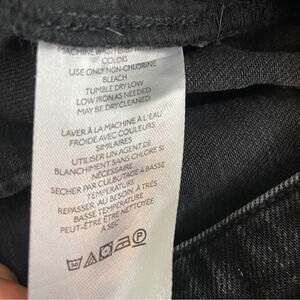 MACHINE WASH COLD WITH
COLORS
USE ONLY NON-CHLORINE
BLEACH
TUMBLE DRY LOW
LOW IRON AS NEEDED
MAY BE DRYCLEANED
LAVER À LA MACHINE À L'EAU
FROIDE AVEC COULEURS
SIMILAIRES
UTILISER UN AGENT DE
BLANCHIMENT SANS CHLORE SI
NÉCESSAIRE
SECHER PAR CULBUTAGE À BASSE
TEMPÉRATURE
REPASSER, AU BESOIN, À TRÉS
BASSE TEMPÉRATURE
PEUT-ÊTRE ÊTRE NETTOYÉE
À SEC